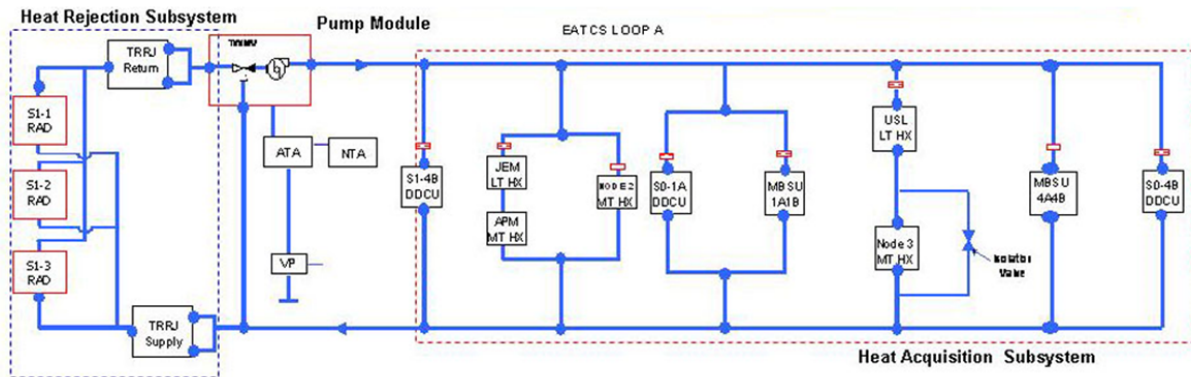 Heat Rejection Subsystem
Pump Module
EATCS LOOP A
TRRJ
Return
S1-1
RAD
S1-2
RAD
S1-3
RAD
TRRJ
Supply
ATA
NTA
VP
S1-4B
DDCU
JEM
LT HX
APM
MT HX
NODE2
MT HX
S0-1A
DDCU
MBSU
1A1B
USL
LT HX
Node 3
MT HX
Isolation
Valve
MBSU
4A4B
S0-4B
DDCU
Heat Acquisition Subsystem